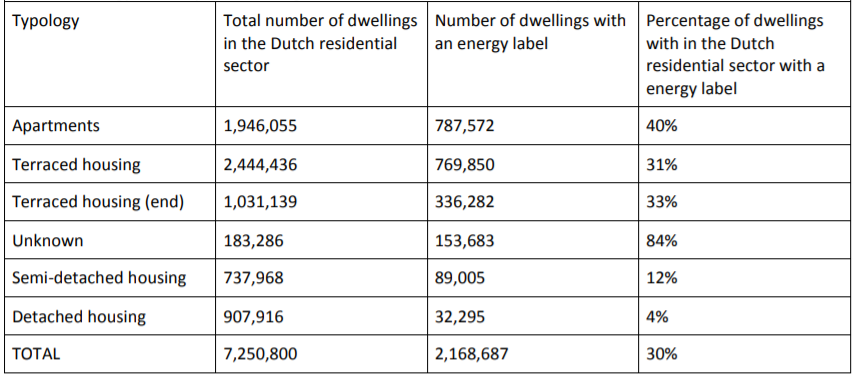 Typology
Total number of dwellings
in the Dutch residential
sector
Number of dwellings with
an energy label
Percentage of dwellings
with in the Dutch
residential sector with a
energy label
Apartments 1,946,055 787,572 40%
Terraced housing 2,444,436 769,850 31%
Terraced housing (end) 1,031,139 336,282 33%
Unknown 183,286 153,683 84%
Semi-detached housing 737,968 89,005 12%
Detached housing 907,916 32,295 4%
TOTAL 7,250,800 2,168,687 30%